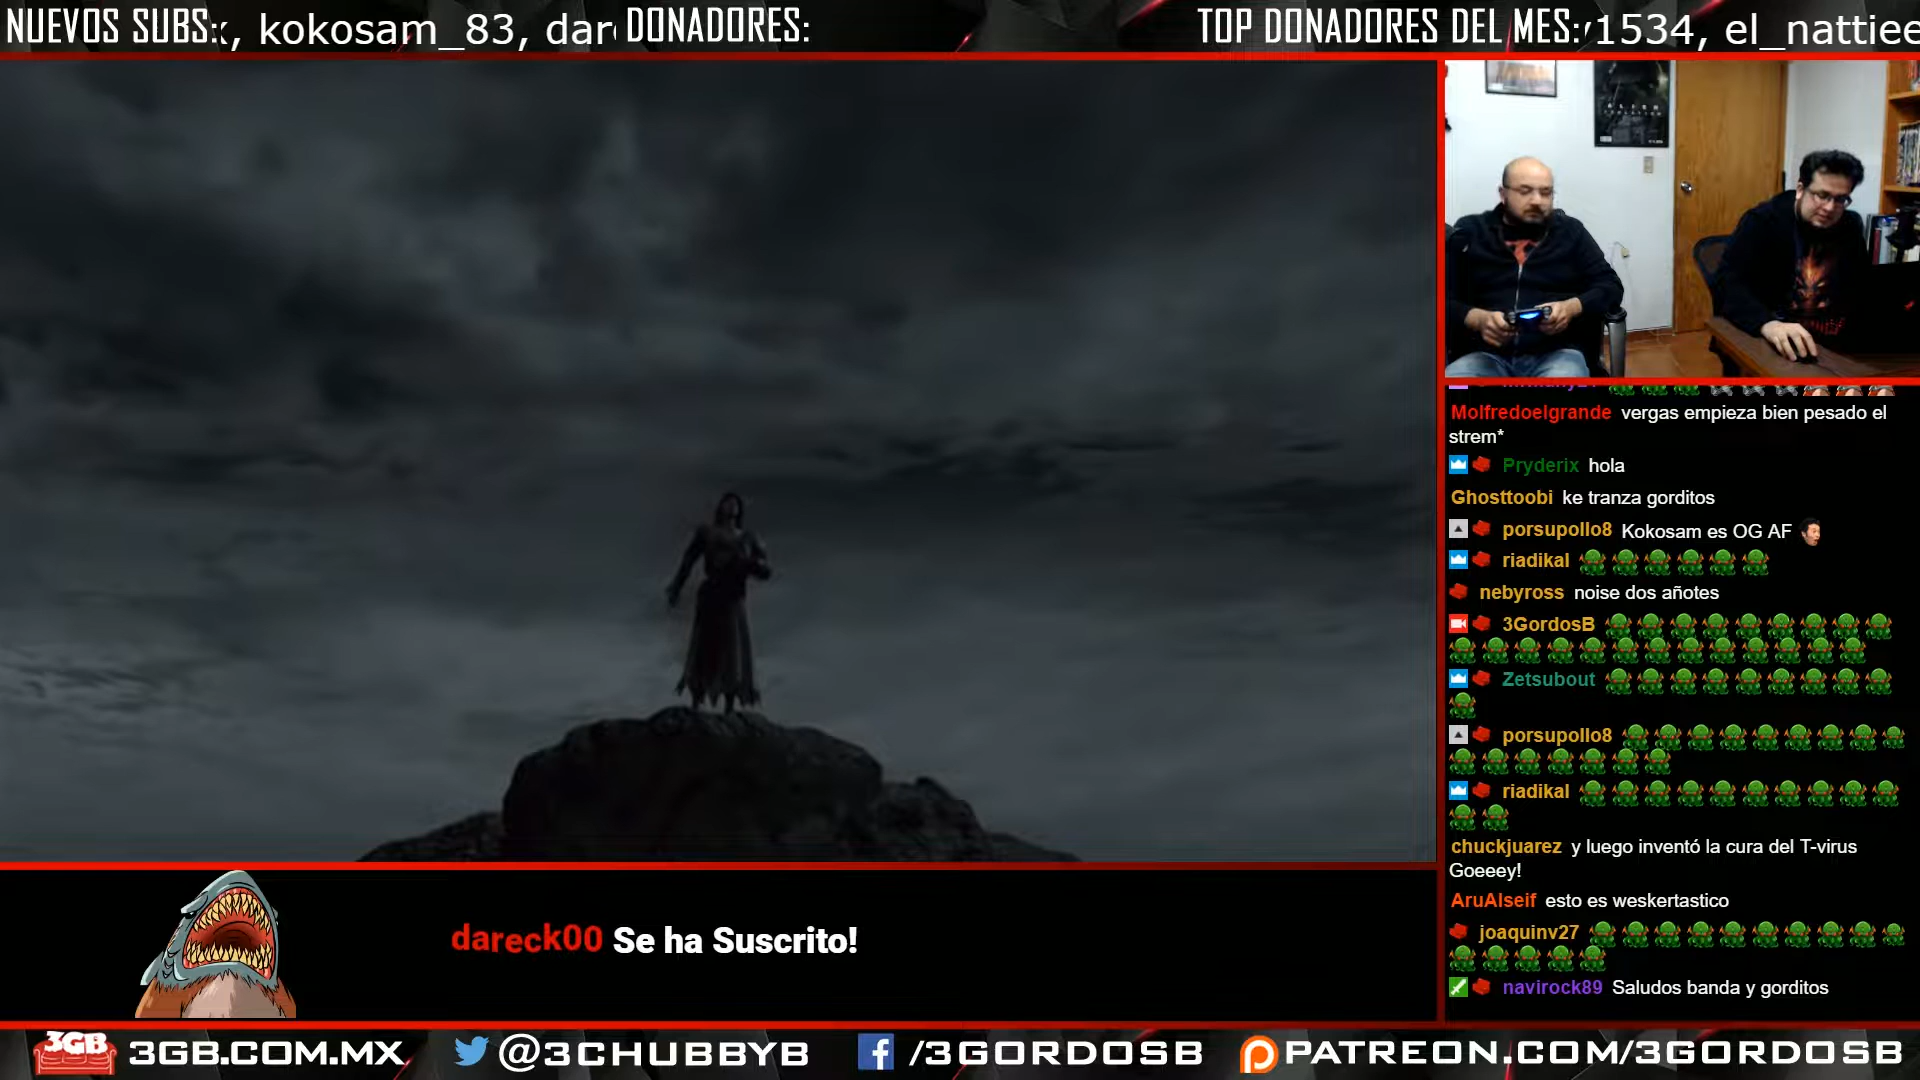 NUEVOS SUBS: x, kokosam_83, dar DONADORES: TOP DONADORES DEL MES: y1534, el_nattiee
ALIEN
Molfredoelgrande vergas empieza bien pesado el
strem*
Pryderix hola
Ghosttoobi ke tranza gorditos
porsupollo8 Kokosam es OG AF
riadikal
nebyross noise dos añotes
3GordosB
Zetsubout
porsupollo8
riadikal
chuckjuarez y luego inventó la cura del T-virus
Goeeey!
AruAlseif esto es weskertastico
joaquinv27
navirock89 Saludos banda y gorditos
dareck00 Se ha Suscrito!
3GB 3GB.COM.MX @3CHUBBYB /3GORDOSB PATREON.COM/3GORDOSB